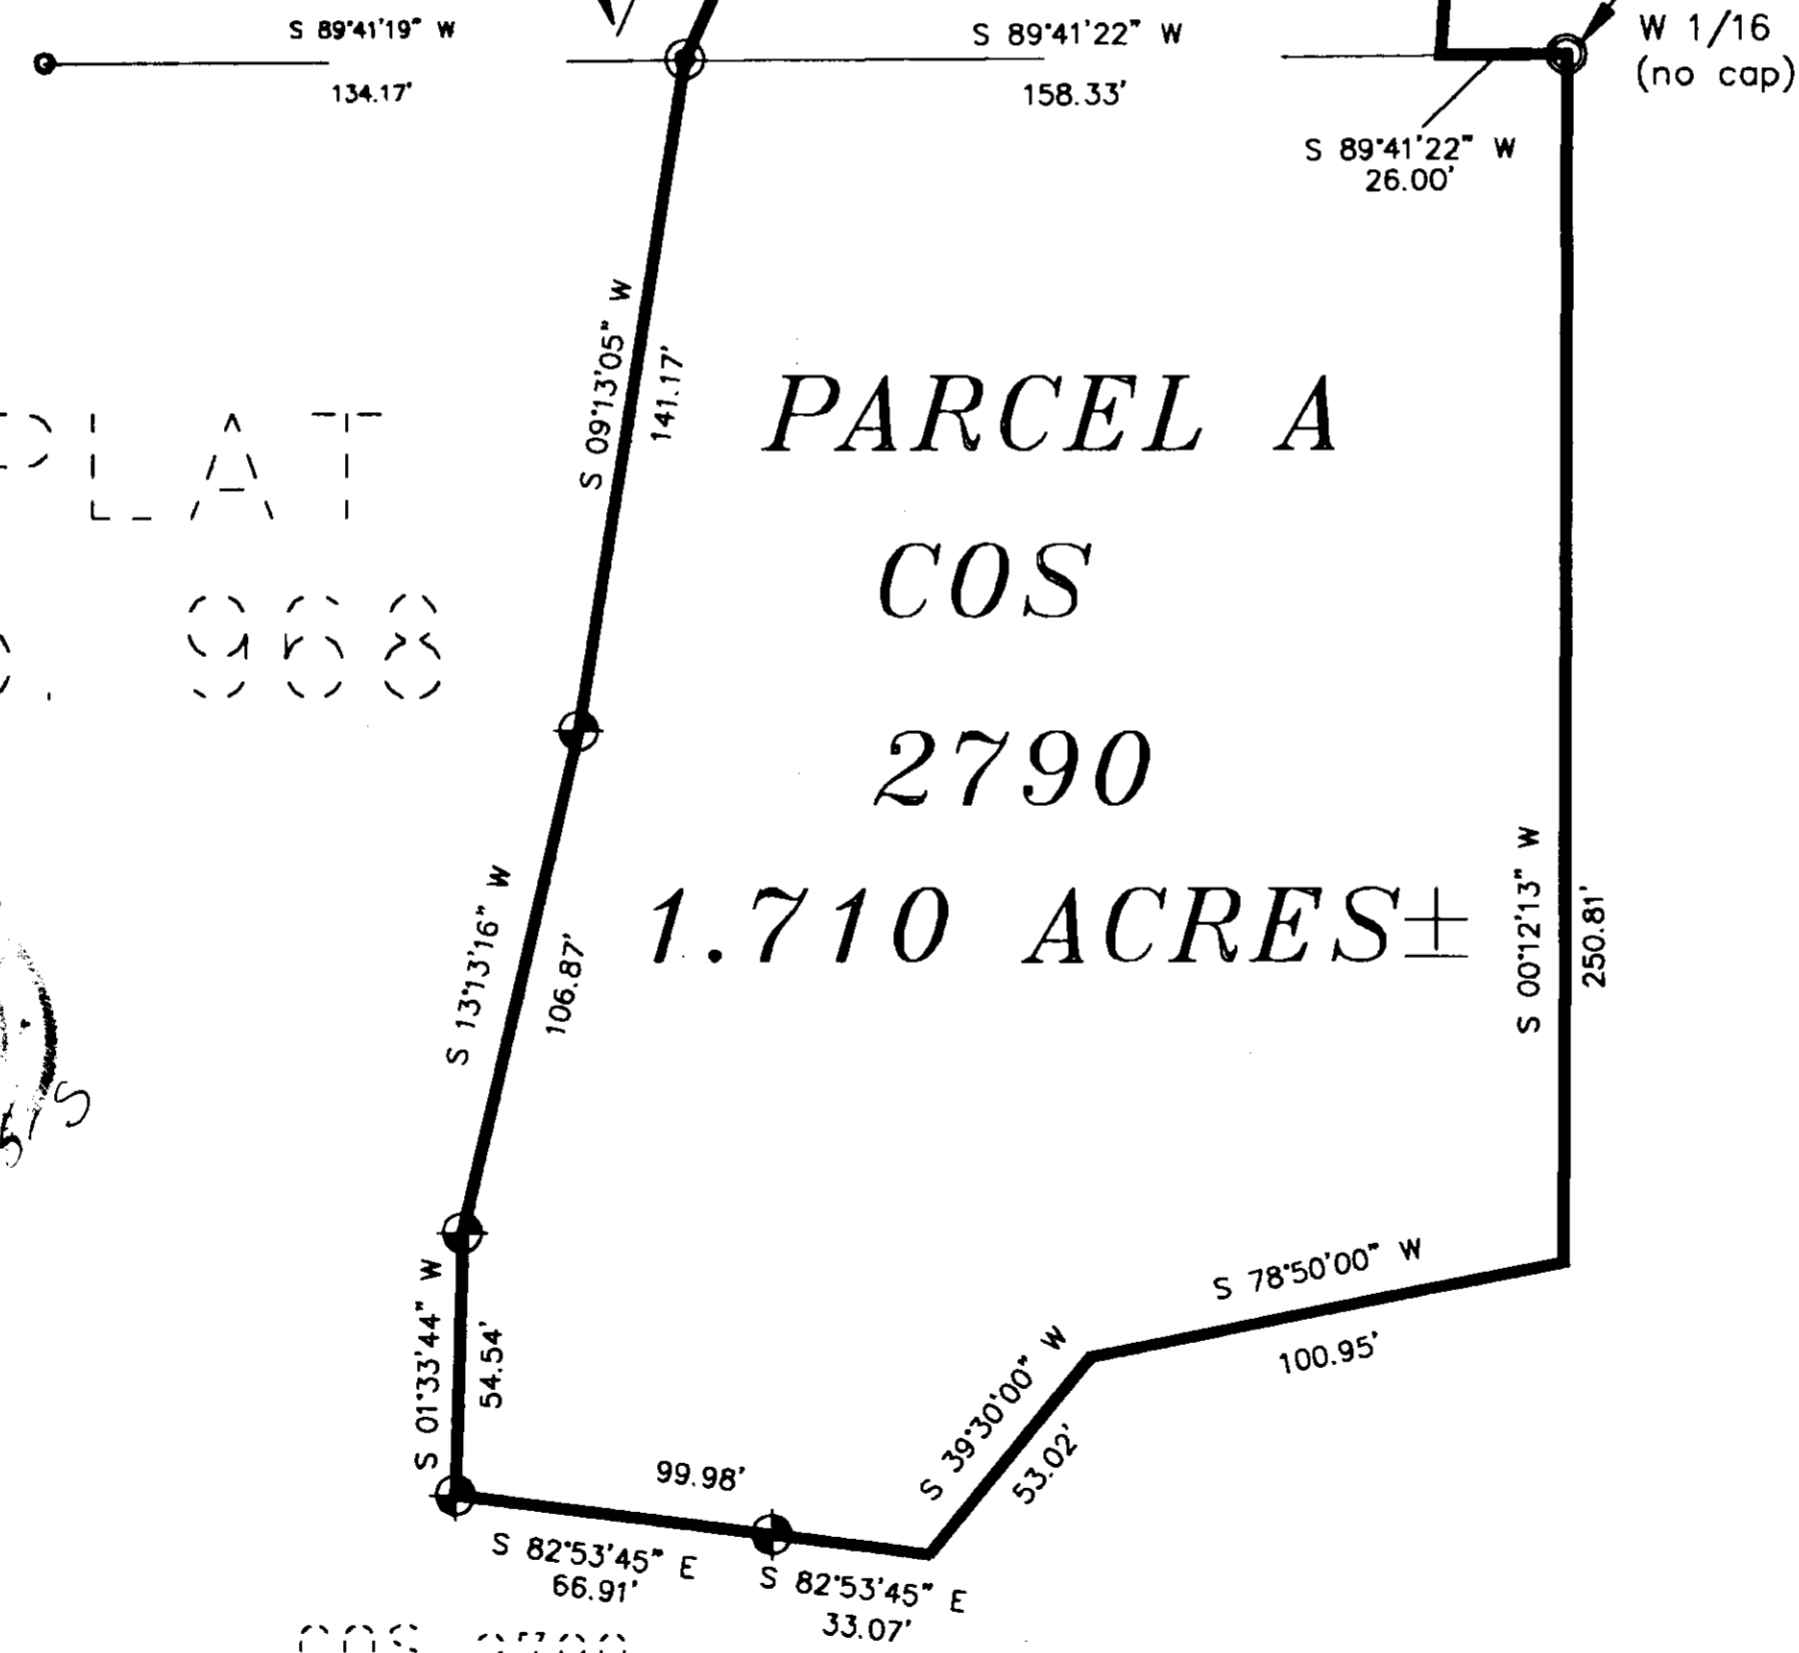 S 89°41'19" W
134.17'
S 89°41'22" W
158.33'
W 1/16
(no cap)
S 89°41'22" W
26.00'
S 09°13'05" W
141.17'
PLAT
968
PARCEL A
COS
2790
1.710 ACRES±
S 13°13'16" W
106.87'
S 00°12'13" W
250.81'
S 01°33'44" W
54.54'
S 78°50'00" W
100.95'
S 39°30'00" W
53.02'
99.98'
S 82°53'45" E
66.91'
S 82°53'45" E
33.07'